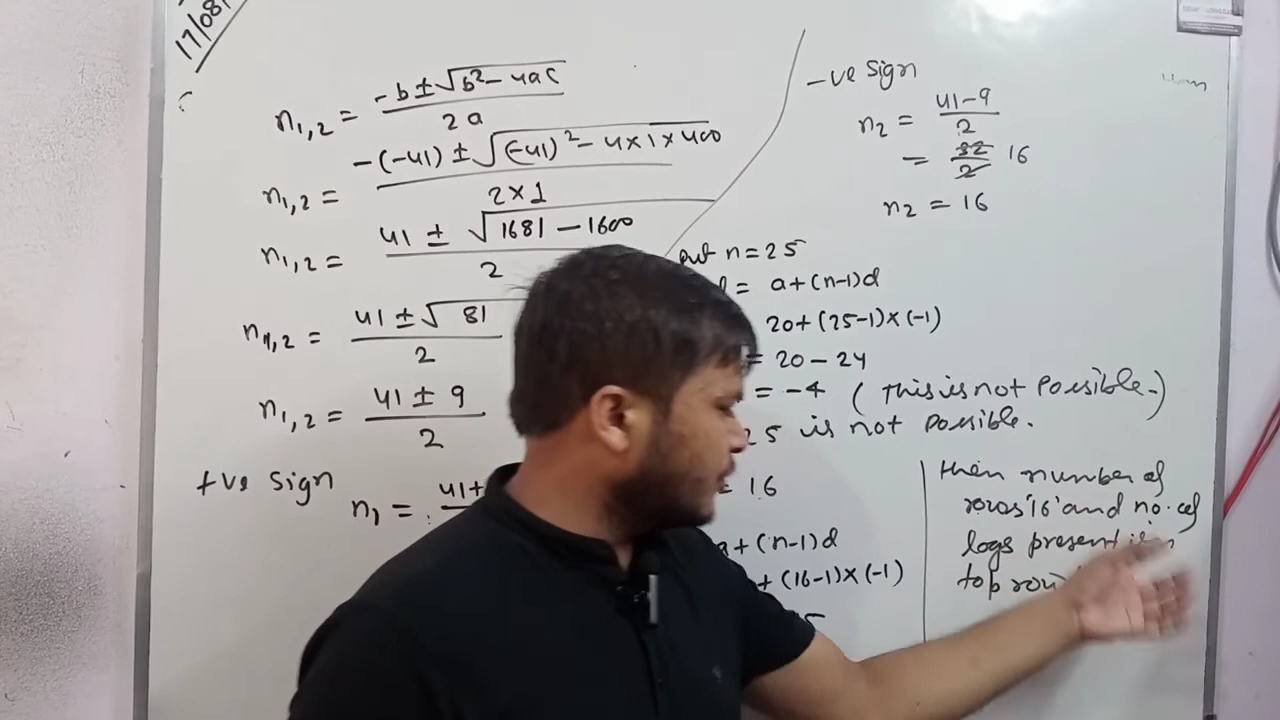 17/08/
n1,2 = -b ± √b² - 4ac / 2a
n1,2 = -(-41) ± √(-41)² - 4×1×400 / 2×1
n1,2 = 41 ± √1681 - 1600 / 2
n1,2 = 41 ± √81 / 2
n1,2 = 41 ± 9 / 2
+ve sign
n1 = 41+
-ve sign
n2 = 41-9 / 2
= 32/2 16
n2 = 16
put n = 25
= a+(n-1)d
20+(25-1)×(-1)
= 20 - 24
= -4 (This is not possible.)
25 is not possible.
= 16
a+(n-1)d
+(16-1)×(-1)
then number of
rows '16' and no. of
logs present is in
top row